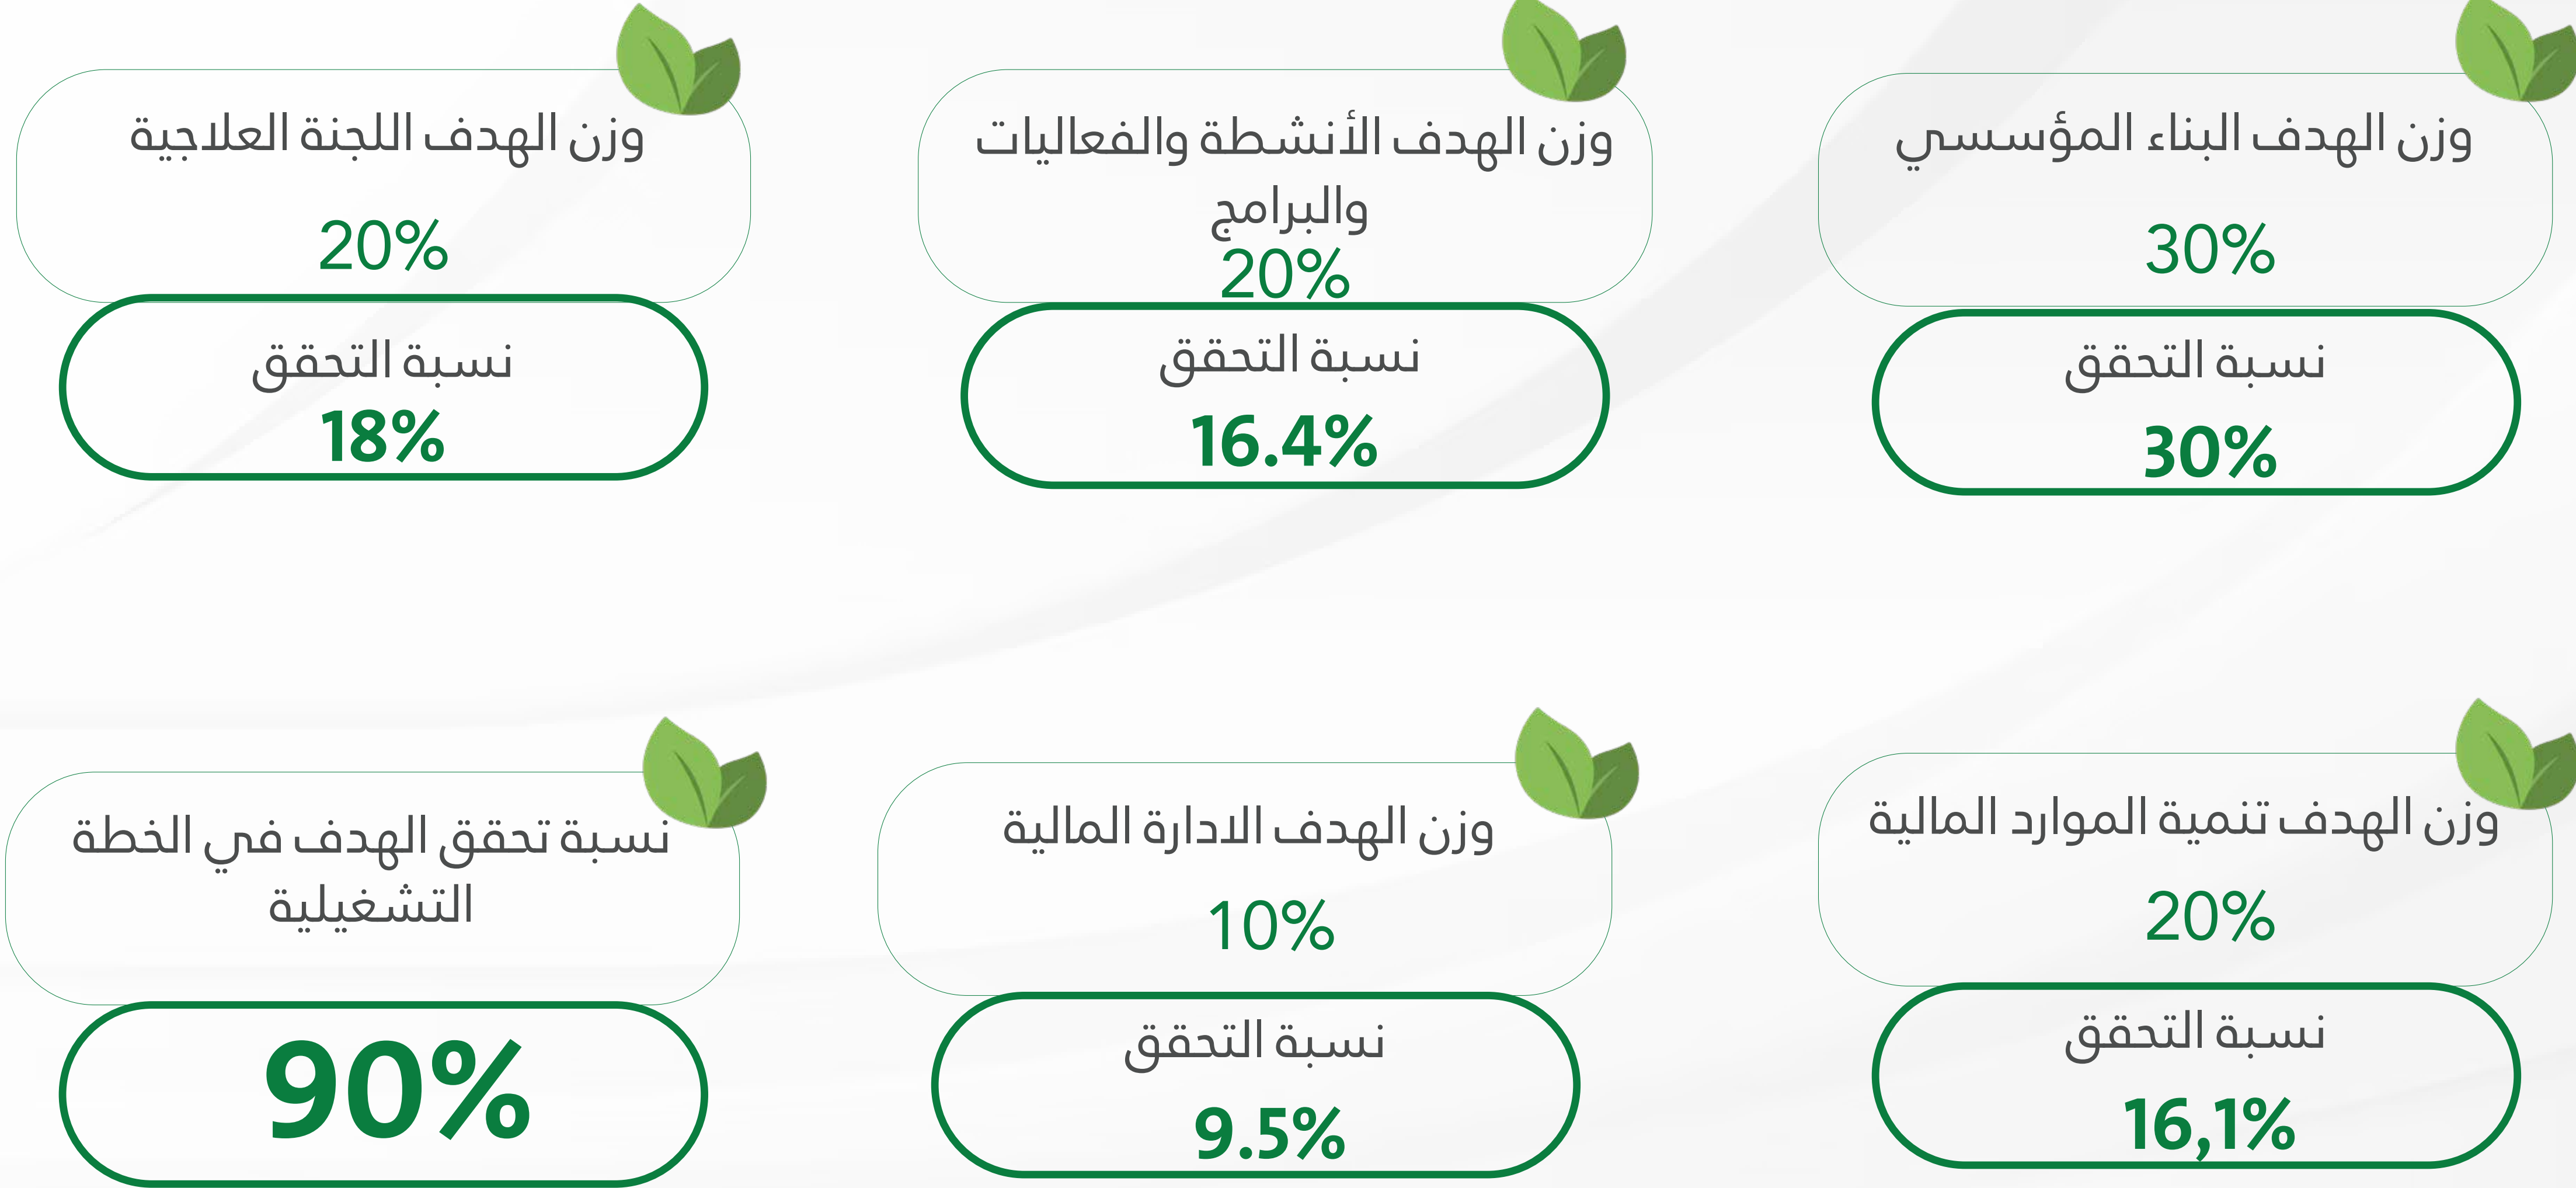 وزن الهدف البناء المؤسسي
30%
نسبة التحقق
30%
وزن الهدف الأنشطة والفعاليات
والبرامج
20%
نسبة التحقق
16.4%
وزن الهدف اللجنة العلاجية
20%
نسبة التحقق
18%
وزن الهدف تنمية الموارد المالية
20%
نسبة التحقق
16,1%
وزن الهدف الادارة المالية
10%
نسبة التحقق
9.5%
نسبة تحقق الهدف في الخطة
التشغيلية
90%